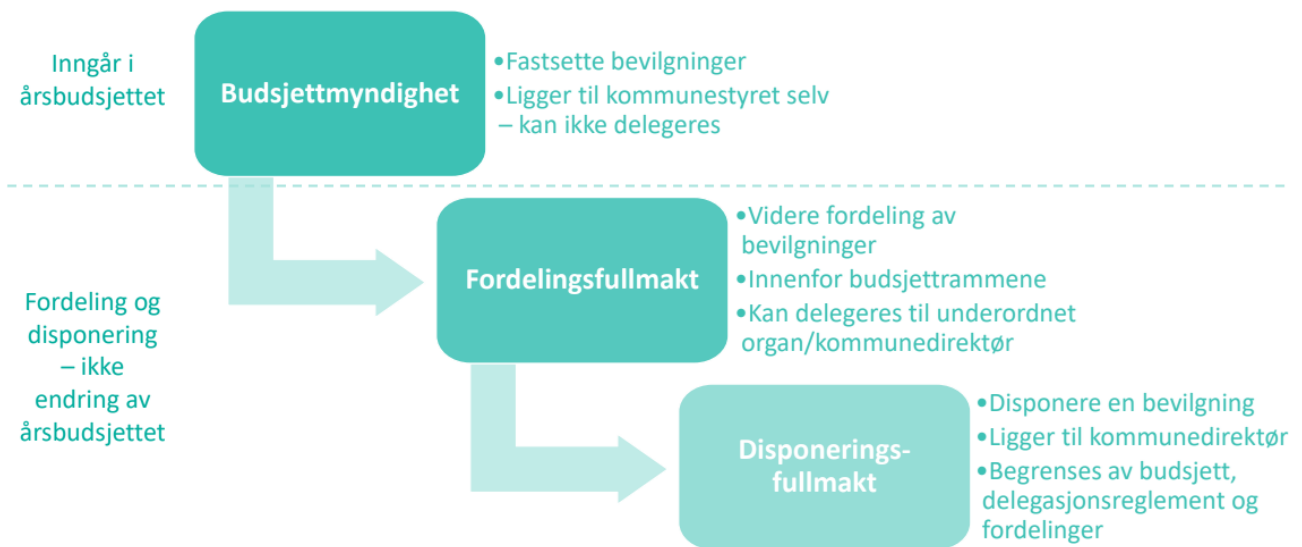 Inngår i
årsbudsjettet
Budsjettmyndighet
•Fastsette bevilgninger
•Ligger til kommunestyret selv
– kan ikke delegeres
Fordeling og
disponering
– ikke
endring av
årsbudsjettet
Fordelingsfullmakt
•Videre fordeling av
bevilgninger
•Innenfor budsjettrammene
•Kan delegeres til underordnet
organ/kommunedirektør
Disponerings-
fullmakt
•Disponere en bevilgning
•Ligger til kommunedirektør
•Begrenses av budsjett,
delegasjonsreglement og
fordelinger